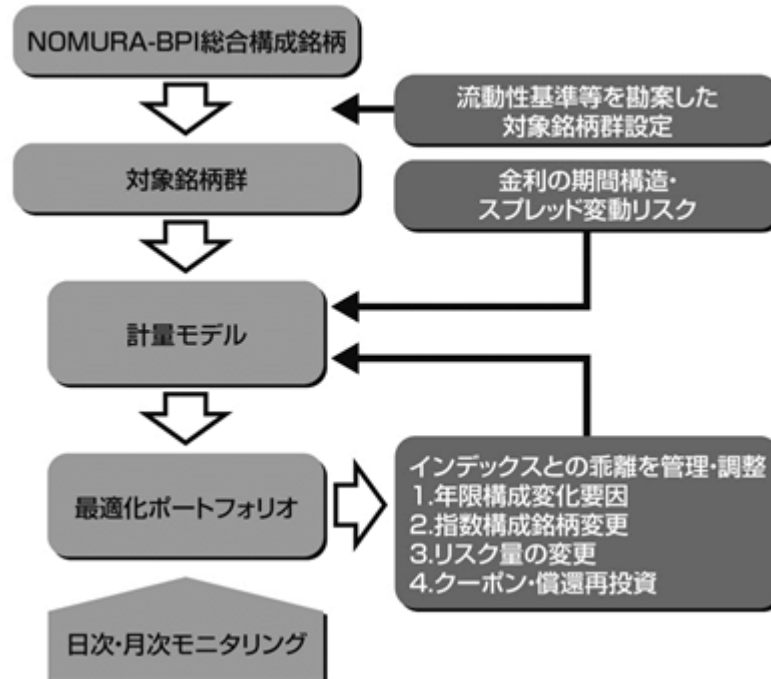 NOMURA-BPI総合構成銘柄
流動性基準等を勘案した
対象銘柄群設定
対象銘柄群
金利の期間構造・
スプレッド変動リスク
計量モデル
最適化ポートフォリオ
インデックスとの乖離を管理・調整
1.年限構成変化要因
2.指数構成銘柄変更
3.リスク量の変更
4.クーポン・償還再投資
日次・月次モニタリング